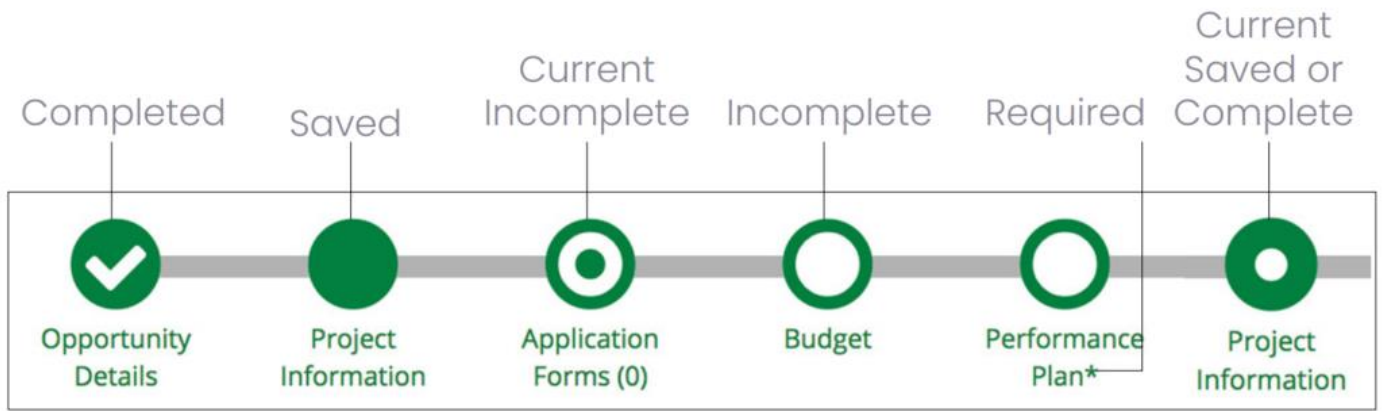 Completed
Saved
Current
Incomplete
Incomplete
Required
Current
Saved or
Complete
Opportunity
Details
Project
Information
Application
Forms (0)
Budget
Performance
Plan*
Project
Information